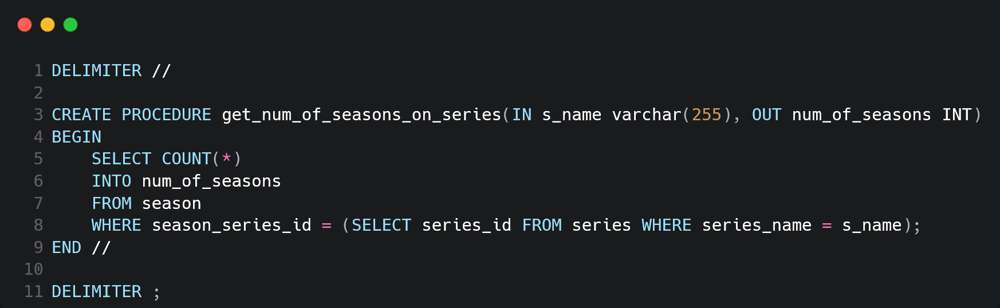 1 DELIMITER //
2
3 CREATE PROCEDURE get_num_of_seasons_on_series(IN s_name varchar(255), OUT num_of_seasons INT)
4 BEGIN
5     SELECT COUNT(*)
6     INTO num_of_seasons
7     FROM season
8     WHERE season_series_id = (SELECT series_id FROM series WHERE series_name = s_name);
9 END //
10
11 DELIMITER ;